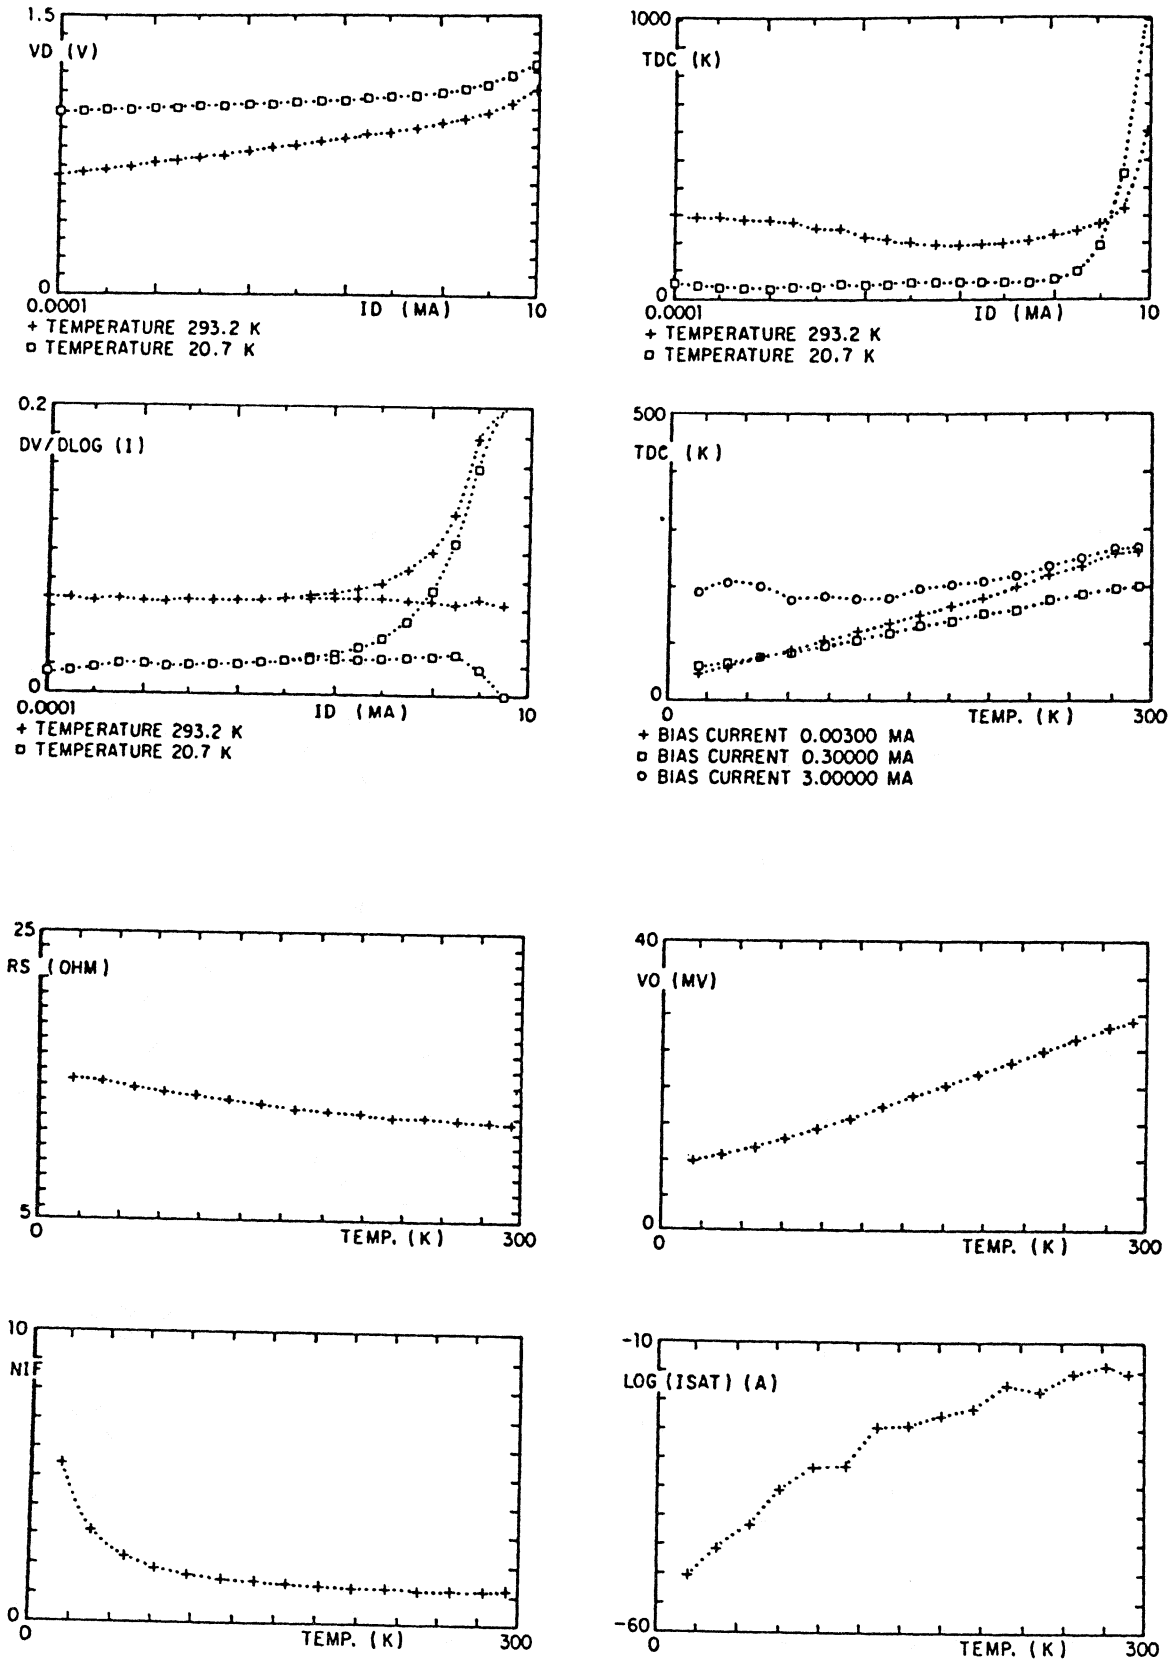 1.5
VD (V)
0
0.0001
ID (MA)
10
+ TEMPERATURE 293.2 K
□ TEMPERATURE 20.7 K
1000
TDC (K)
0
0.0001
ID (MA)
10
+ TEMPERATURE 293.2 K
□ TEMPERATURE 20.7 K
0.2
DV/DLOG (I)
0
0.00001
ID (MA)
10
+ TEMPERATURE 293.2 K
□ TEMPERATURE 20.7 K
500
TDC (K)
0
0
TEMP. (K)
300
+ BIAS CURRENT 0.00300 MA
□ BIAS CURRENT 0.30000 MA
○ BIAS CURRENT 3.00000 MA
25
RS (OHM)
5
0
TEMP. (K)
300
40
VO (MV)
0
0
TEMP. (K)
300
10
NIF
0
0
TEMP. (K)
300
-10
LOG (ISAT) (A)
-60
0
TEMP. (K)
300